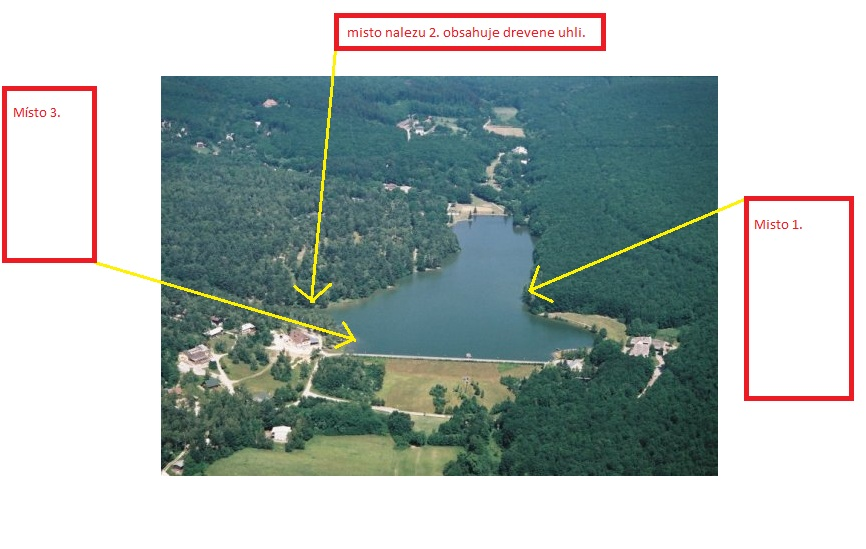 misto nalezu 2. obsahuje drevene uhli.
Místo 3.
Misto 1.